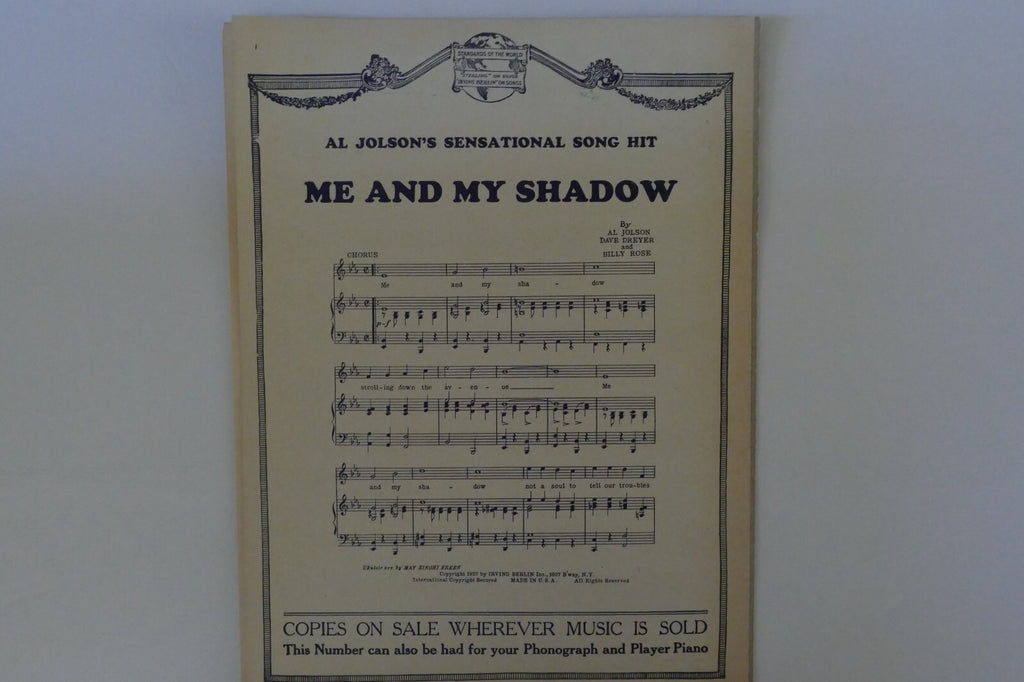 STANDARDS OF THE WORLD
"STERLING" ON SILVER
"IRVING BERLIN" ON SONGS
AL JOLSON'S SENSATIONAL SONG HIT
ME AND MY SHADOW
By
AL JOLSON
DAVE DREYER
and
BILLY ROSE
CHORUS
Me and my sha - dow
p-f
stroll-ing down the av - en - ue Me
and my sha - dow not a soul to tell our trou-bles
Ukulele arr. by MAY SINGHI BREEN
Copyright 1927 by IRVING BERLIN Inc., 1607 B'way, N.Y.
International Copyright Secured MADE IN U.S.A. All Rights Reserved
COPIES ON SALE WHEREVER MUSIC IS SOLD
This Number can also be had for your Phonograph and Player Piano